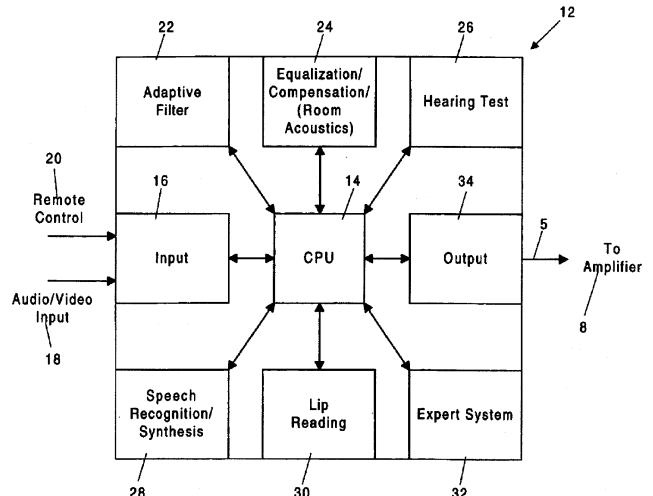 22
24
26
12
Adaptive
Filter
Equalization/
Compensation/
(Room
Acoustics)
Hearing Test
20
Remote
Control
16
14
34
5
Input
CPU
Output
To
Amplifier
8
Audio/Video
Input
18
Speech
Recognition/
Synthesis
Lip
Reading
Expert System
28
30
32